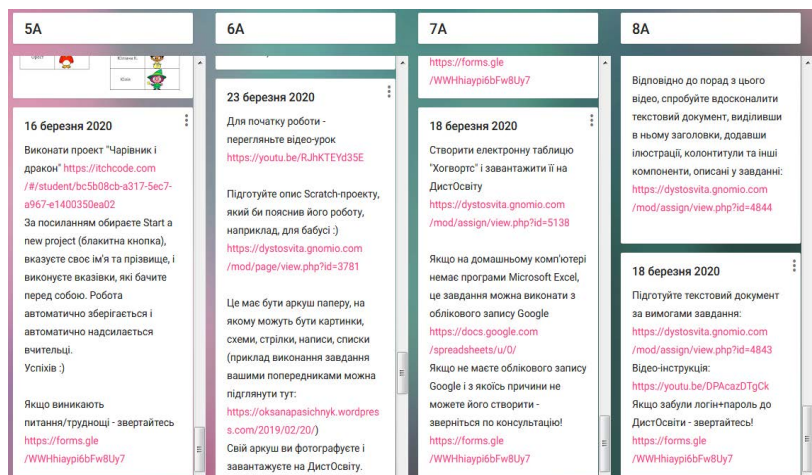 5А
Орест
Юліана К.
Юлія
16 березня 2020
Виконати проект "Чарівник і
дракон" https://itchcode.com
/#/student/bc5b08cb-a317-5ec7-
a967-e1400350ea02
За посиланням обираєте Start a
new project (блакитна кнопка),
вказуєте своє ім'я та прізвище, і
виконуєте вказівки, які бачите
перед собою. Робота
автоматично зберігається і
автоматично надсилається
вчительці.
Успіхів :)
Якщо виникають
питання/труднощі - звертайтесь
https://forms.gle
/WWHhiaypi6bFw8Uy7
6А
23 березня 2020
Для початку роботи -
перегляньте відео-урок
https://youtu.be/RJhKTEYd35E
Підготуйте опис Scratch-проекту,
який би пояснив його роботу,
наприклад, для бабусі :)
https://dystosvita.gnomio.com
/mod/page/view.php?id=3781
Це має бути аркуш паперу, на
якому можуть бути картинки,
схеми, стрілки, написи, списки
(приклад виконання завдання
вашими попередниками можна
підглянути тут:
https://oksanapasichnyk.wordpres
s.com/2019/02/20/)
Свій аркуш ви фотографуєте і
завантажуєте на ДистОсвіту.
7А
https://forms.gle
/WWHhiaypi6bFw8Uy7
18 березня 2020
Створити електронну таблицю
"Хогвортс" і завантажити її на
ДистОсвіту
https://dystosvita.gnomio.com
/mod/assign/view.php?id=5138
Якщо на домашньому комп'ютері
немає програми Microsoft Excel,
це завдання можна виконати з
облікового запису Google
https://docs.google.com
/spreadsheets/u/0/
Якщо не маєте облікового запису
Google і з якоїсь причини не
можете його створити -
зверніться по консультацію!
https://forms.gle
/WWHhiaypi6bFw8Uy7
8А
Відповідно до порад з цього
відео, спробуйте вдосконалити
текстовий документ, виділивши
в ньому заголовки, додавши
ілюстрації, колонтитули та інші
компоненти, описані у завданні:
https://dystosvita.gnomio.com
/mod/assign/view.php?id=4844
18 березня 2020
Підготуйте текстовий документ
за вимогами завдання:
https://dystosvita.gnomio.com
/mod/assign/view.php?id=4843
Відео-інструкція:
https://youtu.be/DPAcazDTgCk
Якщо забули логін+пароль до
ДистОсвіти - звертайтесь!
https://forms.gle
/WWHhiaypi6bFw8Uy7